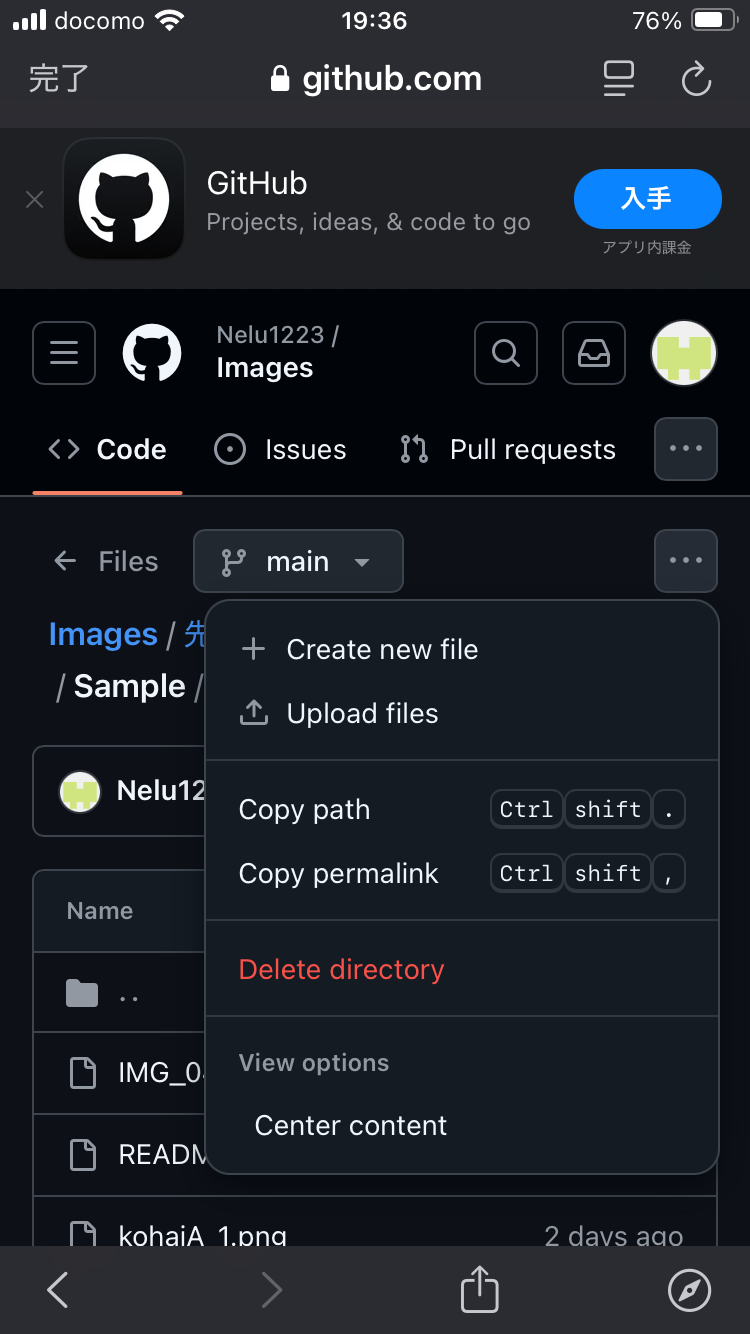 docomo 19:36 76%
完了 github.com
GitHub
Projects, ideas, & code to go
入手
アプリ内課金
Nelu1223 /
Images
Code Issues Pull requests
Files main
Images / 先
/ Sample /
Create new file
Upload files
Nelu12
Copy path Ctrl shift .
Copy permalink Ctrl shift ,
Name
Delete directory
..
View options
IMG_0
Center content
READM
kohaiA_1.png 2 days ago